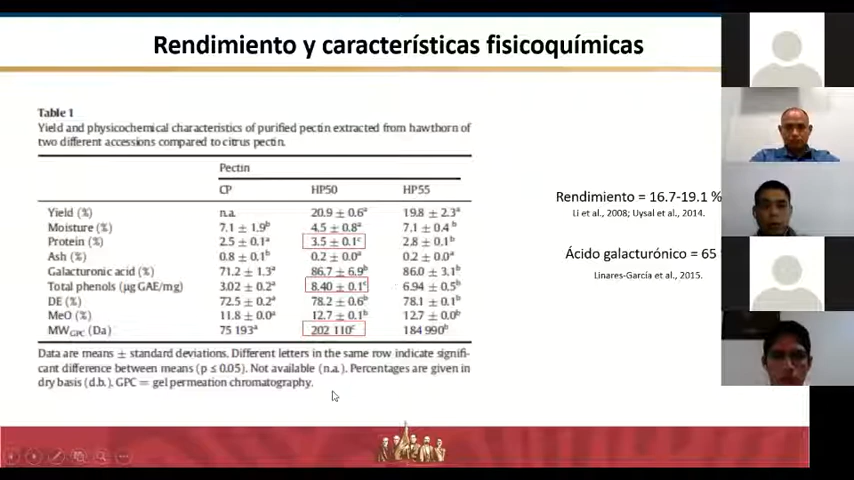 Rendimiento y características fisicoquímicas
Table 1
Yield and physicochemical characteristics of purified pectin extracted from hawthorn of
two different accessions compared to citrus pectin.
Pectin
CP HP50 HP55
Yield (%) n.a. 20.9 ± 0.6ᵃ 19.8 ± 2.3ᵃ
Moisture (%) 7.1 ± 1.9ᵇ 4.5 ± 0.8ᵃ 7.1 ± 0.4ᵇ
Protein (%) 2.5 ± 0.1ᵃ 3.5 ± 0.1ᶜ 2.8 ± 0.1ᵇ
Ash (%) 0.8 ± 0.1ᵇ 0.2 ± 0.0ᵃ 0.2 ± 0.0ᵃ
Galacturonic acid (%) 71.2 ± 1.3ᵃ 86.7 ± 6.9ᵇ 86.0 ± 3.1ᵇ
Total phenols (μg GAE/mg) 3.02 ± 0.2ᵃ 8.40 ± 0.1ᶜ 6.94 ± 0.5ᵇ
DE (%) 72.5 ± 0.2ᵃ 78.2 ± 0.6ᵇ 78.1 ± 0.1ᵇ
MeO (%) 11.8 ± 0.0ᵃ 12.7 ± 0.1ᵇ 12.7 ± 0.0ᵇ
MW GPC (Da) 75 193ᵃ 202 110ᶜ 184 990ᵇ
Data are means ± standard deviations. Different letters in the same row indicate signifi-
cant difference between means (p ≤ 0.05). Not available (n.a.). Percentages are given in
dry basis (d.b.). GPC = gel permeation chromatography.
Rendimiento = 16.7-19.1 %
Li et al., 2008; Uysal et al., 2014.
Ácido galacturónico = 65
Linares-García et al., 2015.